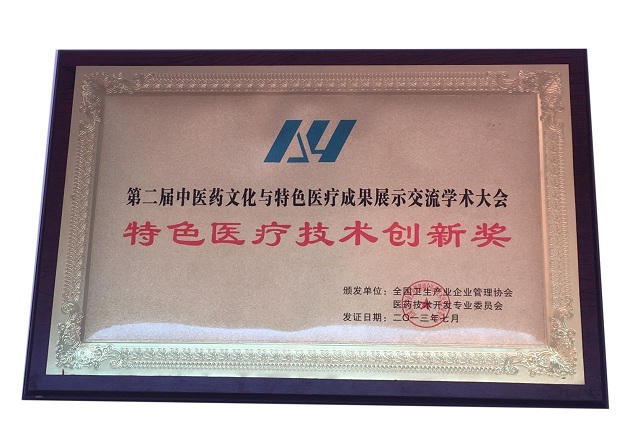 第二届中医药文化与特色医疗成果展示交流学术大会
特色医疗技术创新奖
颁发单位：全国卫生产业企业管理协会
医药技术开发专业委员会
发证日期：二〇一三年七月